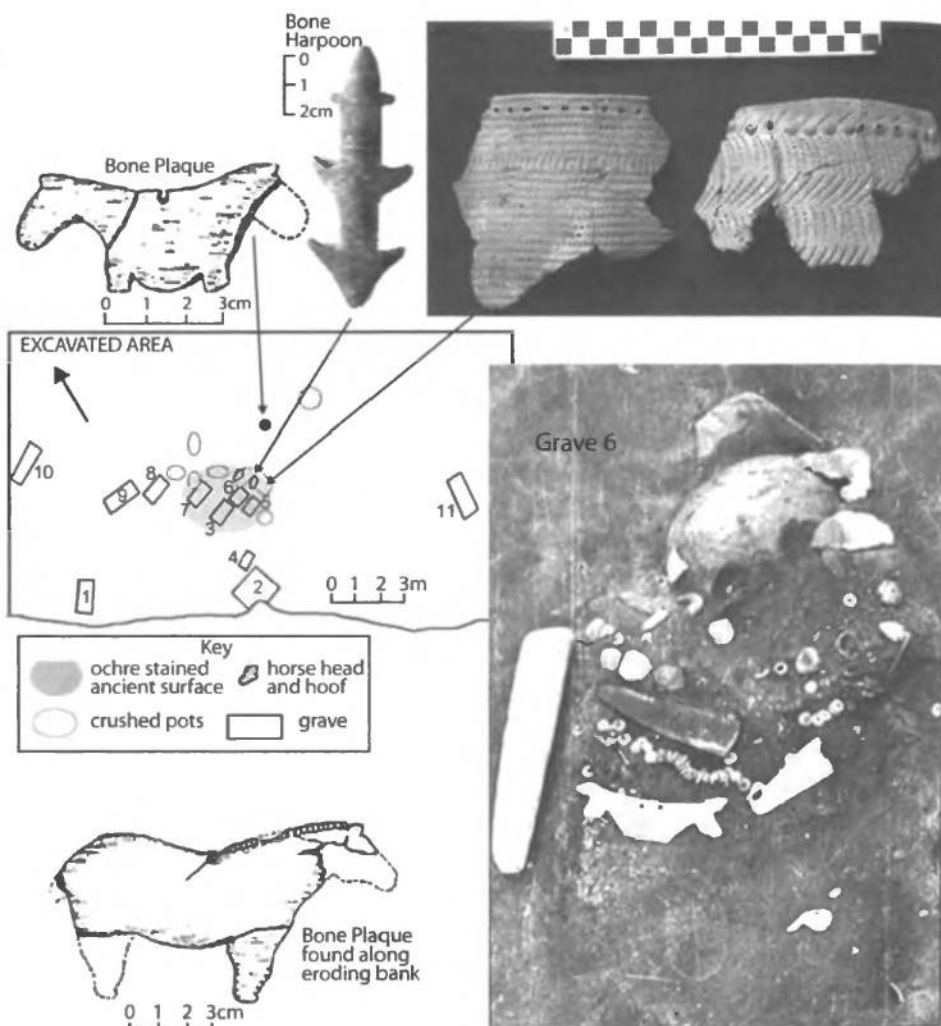 Bone
Harpoon
0
1
2cm
Bone Plaque
0 1 2 3cm
EXCAVATED AREA
10
9
8
7
6
3
5
11
4
2
1
0 1 2 3m
Key
ochre stained
ancient surface
horse head
and hoof
crushed pots
grave
Grave 6
Bone Plaque
found along
eroding bank
0 1 2 3cm